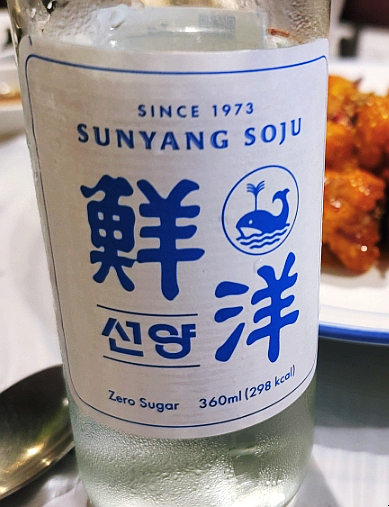 SINCE 1973
SUNYANG SOJU
鮮
선양
洋
Zero Sugar 360ml (298 kcal)